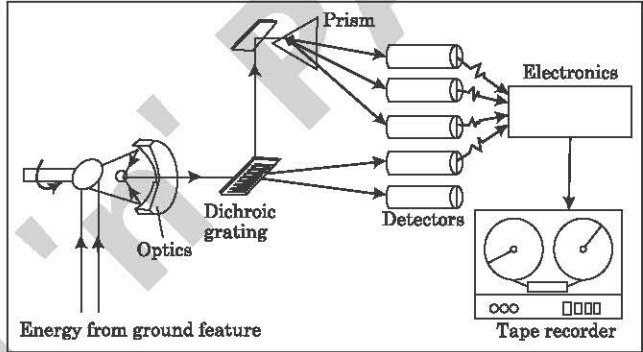 Prism
Electronics
Dichroic
grating
Detectors
Optics
Energy from ground feature
Tape recorder